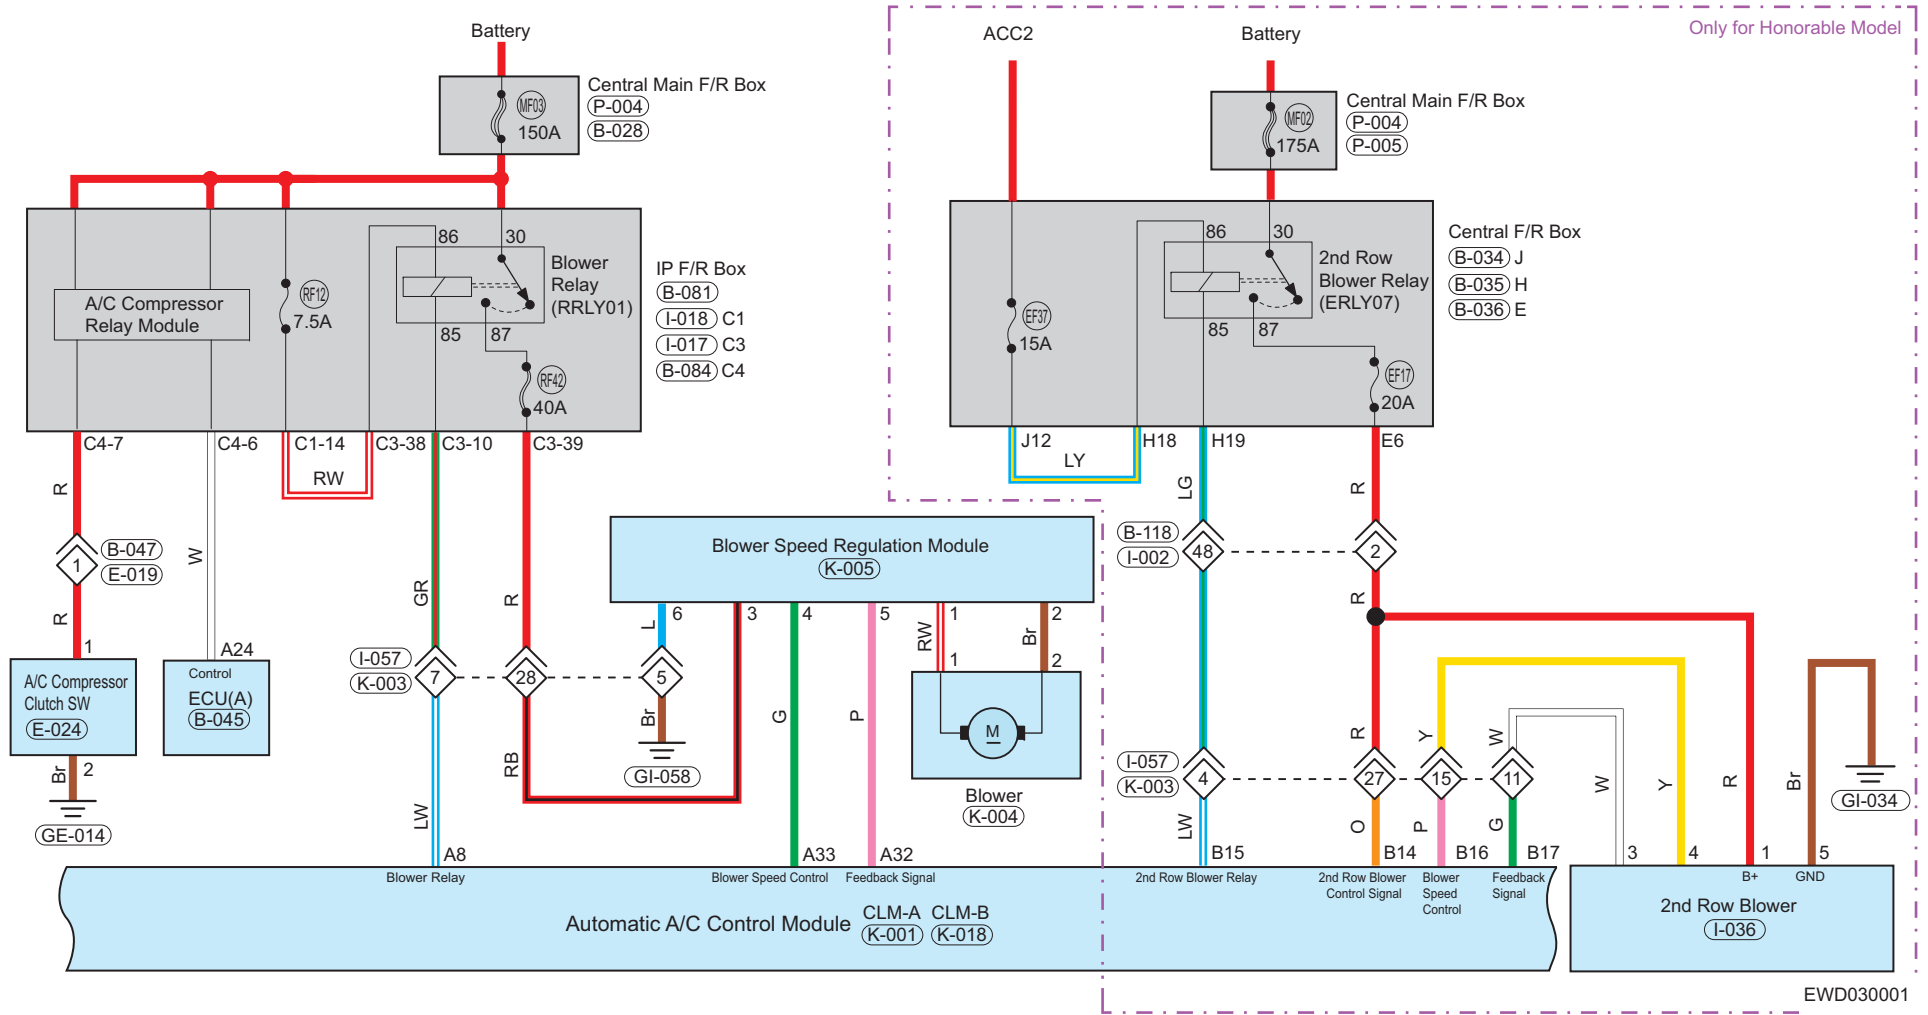 Battery
ACC2
Battery
Only for Honorable Model
MF03
150A
Central Main F/R Box
P-004
B-028
MF02
175A
Central Main F/R Box
P-004
P-005
A/C Compressor
Relay Module
RF12
7.5A
86
30
85
87
Blower
Relay
(RRLY01)
RF42
40A
IP F/R Box
B-081
I-018 C1
I-017 C3
B-084 C4
EF37
15A
86
30
85
87
2nd Row
Blower Relay
(ERLY07)
EF17
20A
Central F/R Box
B-034 J
B-035 H
B-036 E
C4-7
C4-6
C1-14
C3-38
C3-10
C3-39
RW
J12
H18
H19
E6
LY
R
1
B-047
E-019
R
1
A/C Compressor
Clutch SW
E-024
Br
2
GE-014
W
A24
Control
ECU(A)
B-045
GR
R
I-057
K-003
7
28
5
LW
RB
Blower Speed Regulation Module
K-005
6
3
4
5
1
2
L
Br
GI-058
G
P
RW
Br
1
2
M
Blower
K-004
LG
R
B-118
I-002
48
2
R
I-057
K-003
4
27
15
11
R
Y
W
LW
O
P
G
W
Y
R
Br
GI-034
A8
A33
A32
B15
B14
B16
B17
3
4
1
5
Blower Relay
Blower Speed Control
Feedback Signal
2nd Row Blower Relay
2nd Row Blower
Control Signal
Blower
Speed
Control
Feedback
Signal
B+
GND
Automatic A/C Control Module
CLM-A
K-001
CLM-B
K-018
2nd Row Blower
I-036
EWD030001